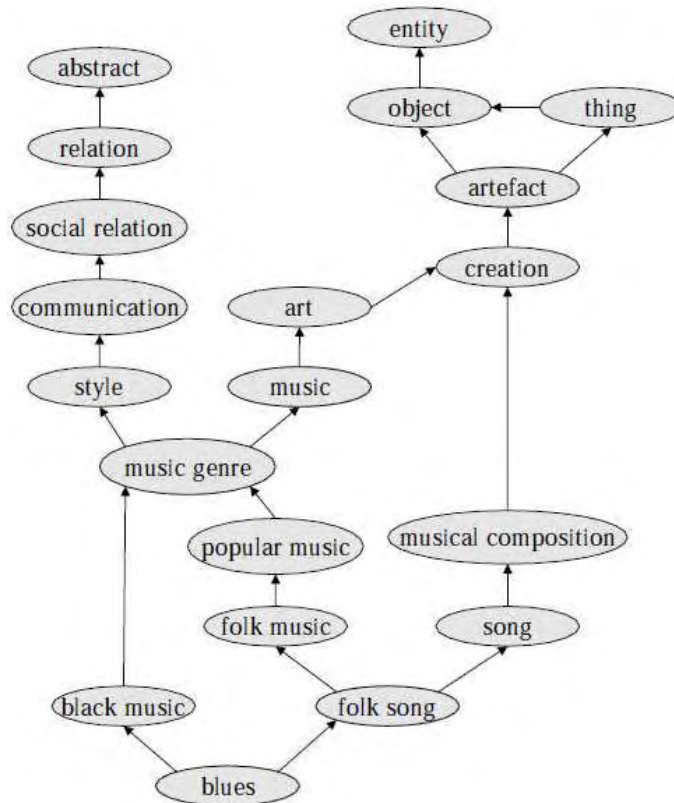 entity
abstract
object
thing
relation
artefact
social relation
creation
communication
art
style
music
music genre
popular music
musical composition
folk music
song
black music
folk song
blues